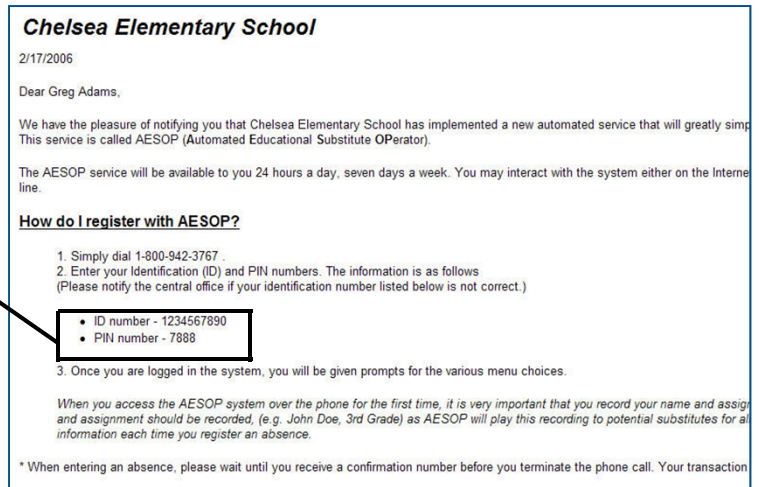 Chelsea Elementary School
2/17/2006
Dear Greg Adams,
We have the pleasure of notifying you that Chelsea Elementary School has implemented a new automated service that will greatly simp
This service is called AESOP (Automated Educational Substitute OPerator).
The AESOP service will be available to you 24 hours a day, seven days a week. You may interact with the system either on the Interne
line.
How do I register with AESOP?
1. Simply dial 1-800-942-3767 .
2. Enter your Identification (ID) and PIN numbers. The information is as follows
(Please notify the central office if your identification number listed below is not correct.)
• ID number - 1234567890
• PIN number - 7888
3. Once you are logged in the system, you will be given prompts for the various menu choices.
When you access the AESOP system over the phone for the first time, it is very important that you record your name and assign
and assignment should be recorded, (e.g. John Doe, 3rd Grade) as AESOP will play this recording to potential substitutes for al
information each time you register an absence.
* When entering an absence, please wait until you receive a confirmation number before you terminate the phone call. Your transaction